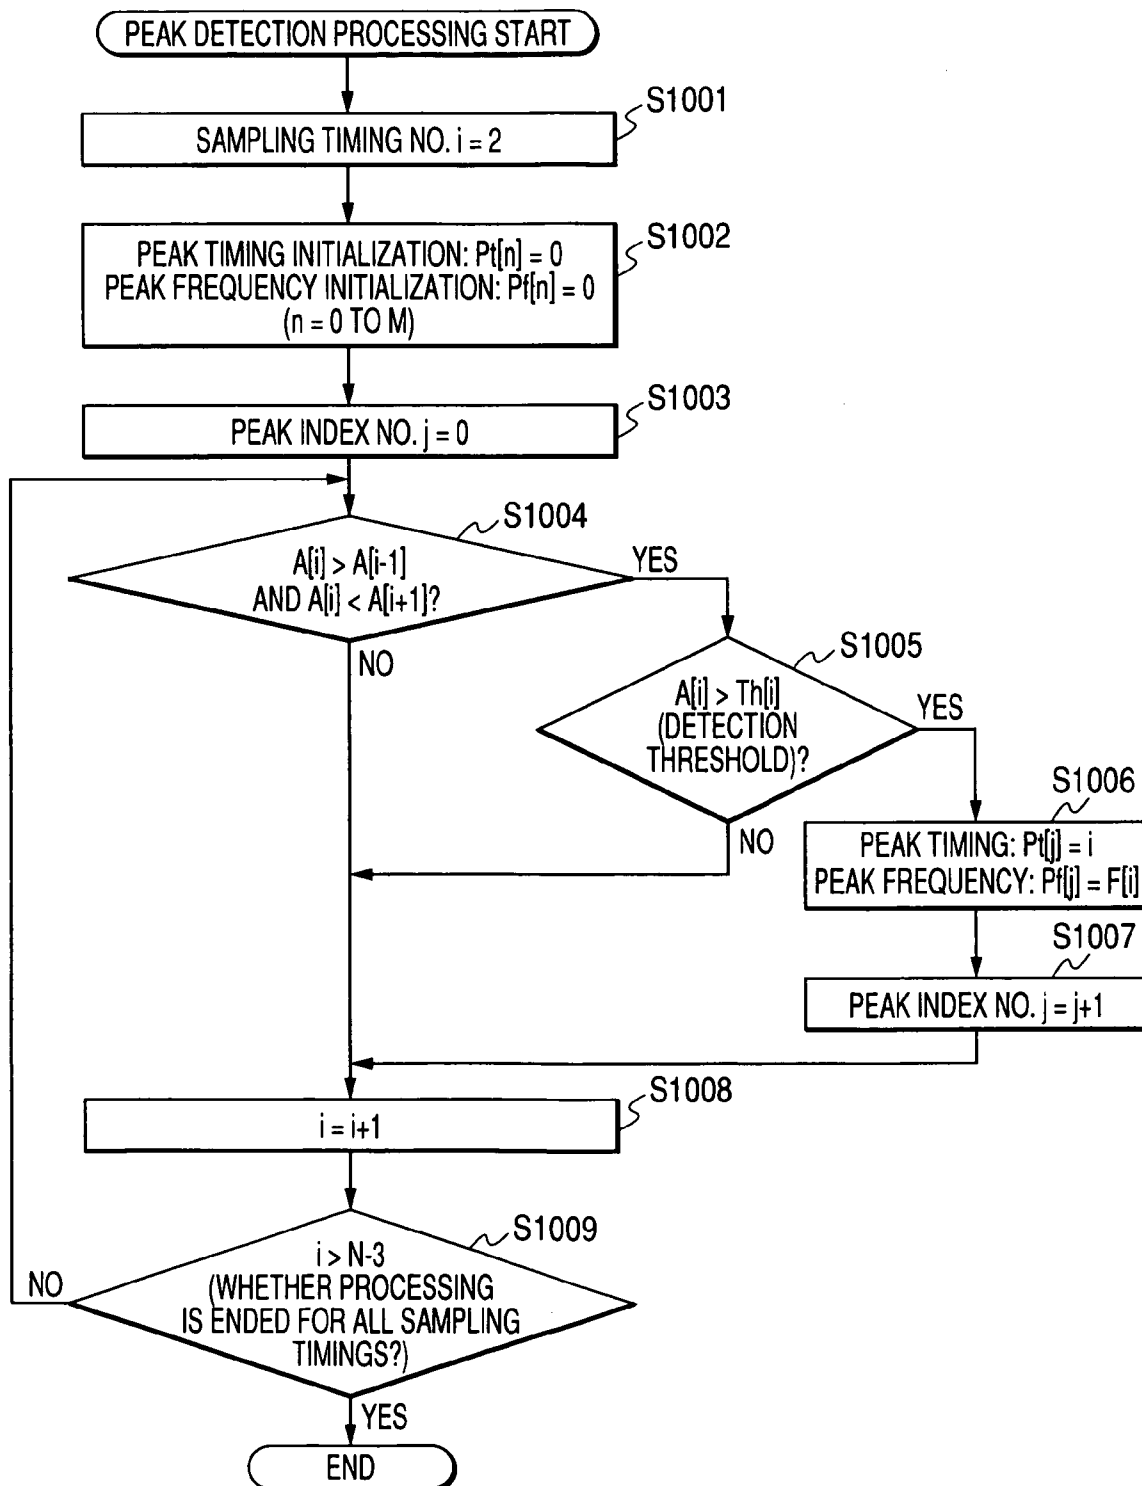 PEAK DETECTION PROCESSING START
S1001
SAMPLING TIMING NO. i = 2
S1002
PEAK TIMING INITIALIZATION: Pt[n] = 0
PEAK FREQUENCY INITIALIZATION: Pf[n] = 0
(n = 0 TO M)
S1003
PEAK INDEX NO. j = 0
S1004
A[i] > A[i-1]
AND A[i] < A[i+1]?
YES
NO
S1005
A[i] > Th[i]
(DETECTION
THRESHOLD)?
YES
NO
S1006
PEAK TIMING: Pt[j] = i
PEAK FREQUENCY: Pf[j] = F[i]
S1007
PEAK INDEX NO. j = j+1
S1008
i = i+1
S1009
i > N-3
(WHETHER PROCESSING
IS ENDED FOR ALL SAMPLING
TIMINGS?)
NO
YES
END